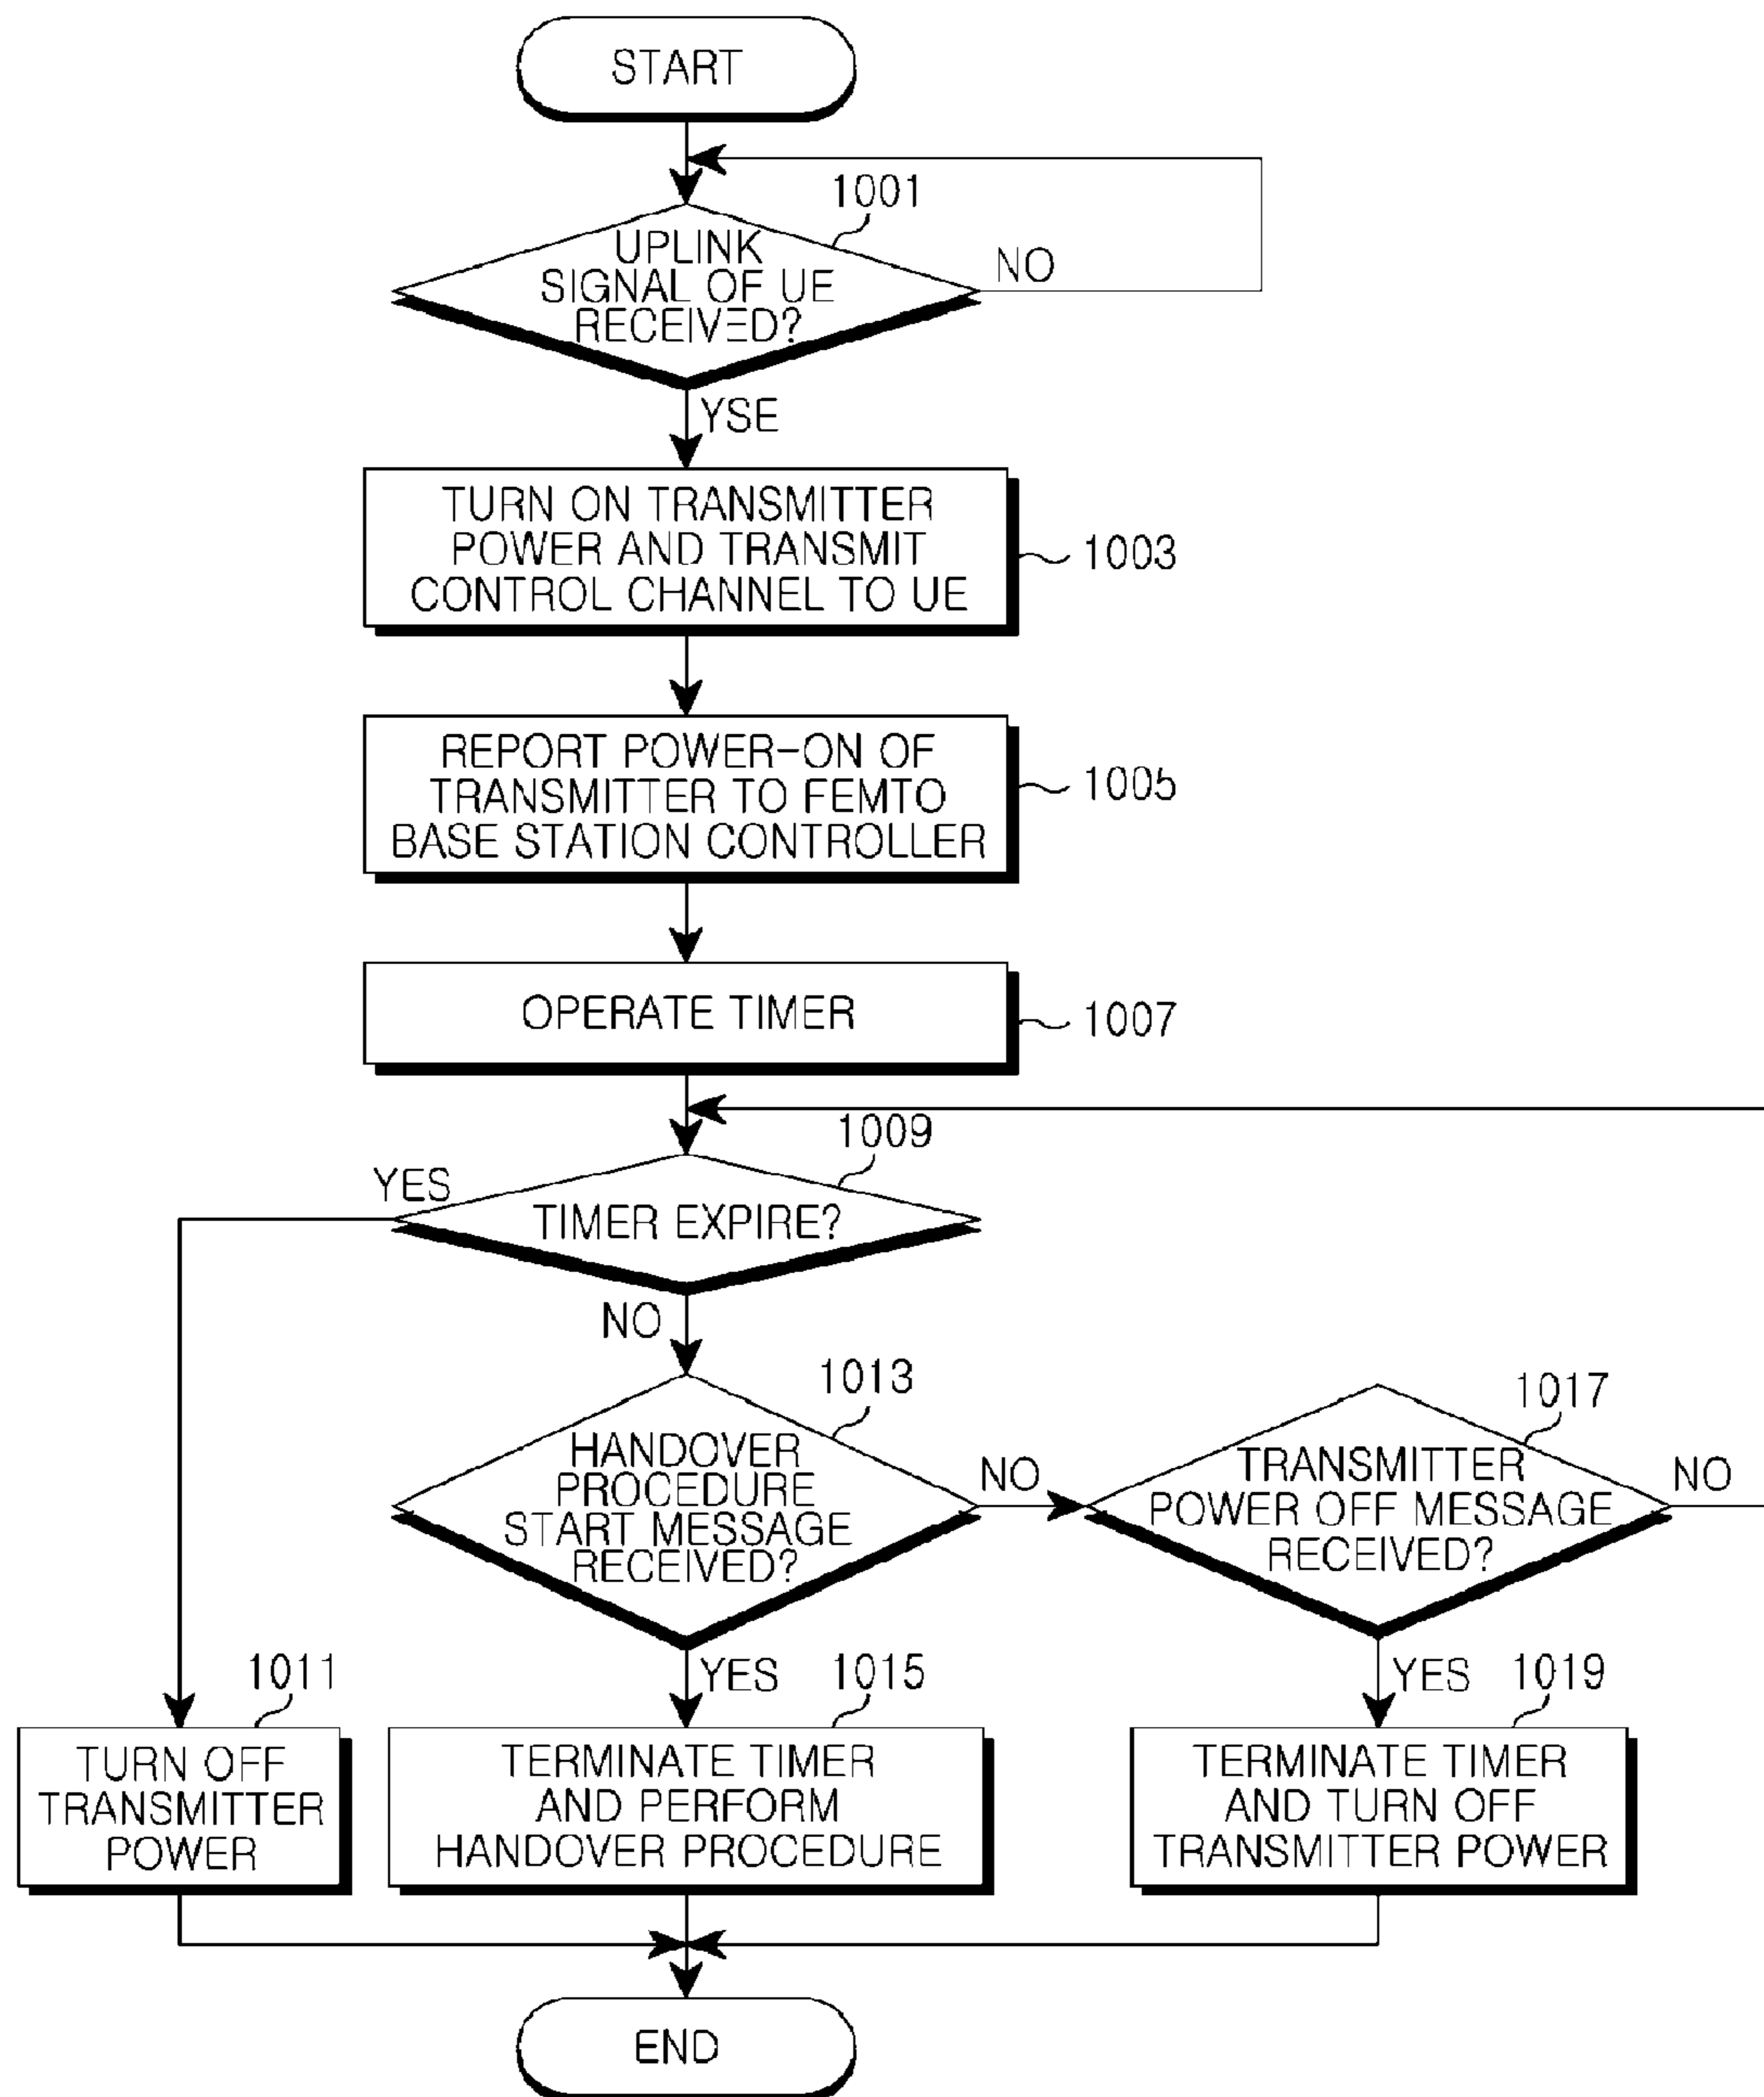 START
1001
UPLINK
SIGNAL OF UE
RECEIVED?
NO
YSE
TURN ON TRANSMITTER
POWER AND TRANSMIT
CONTROL CHANNEL TO UE
1003
REPORT POWER-ON OF
TRANSMITTER TO FEMTO
BASE STATION CONTROLLER
1005
OPERATE TIMER
1007
1009
YES
TIMER EXPIRE?
NO
1013
HANDOVER
PROCEDURE
START MESSAGE
RECEIVED?
NO
1017
TRANSMITTER
POWER OFF MESSAGE
RECEIVED?
NO
1011
TURN OFF
TRANSMITTER
POWER
YES
1015
TERMINATE TIMER
AND PERFORM
HANDOVER PROCEDURE
YES
1019
TERMINATE TIMER
AND TURN OFF
TRANSMITTER POWER
END